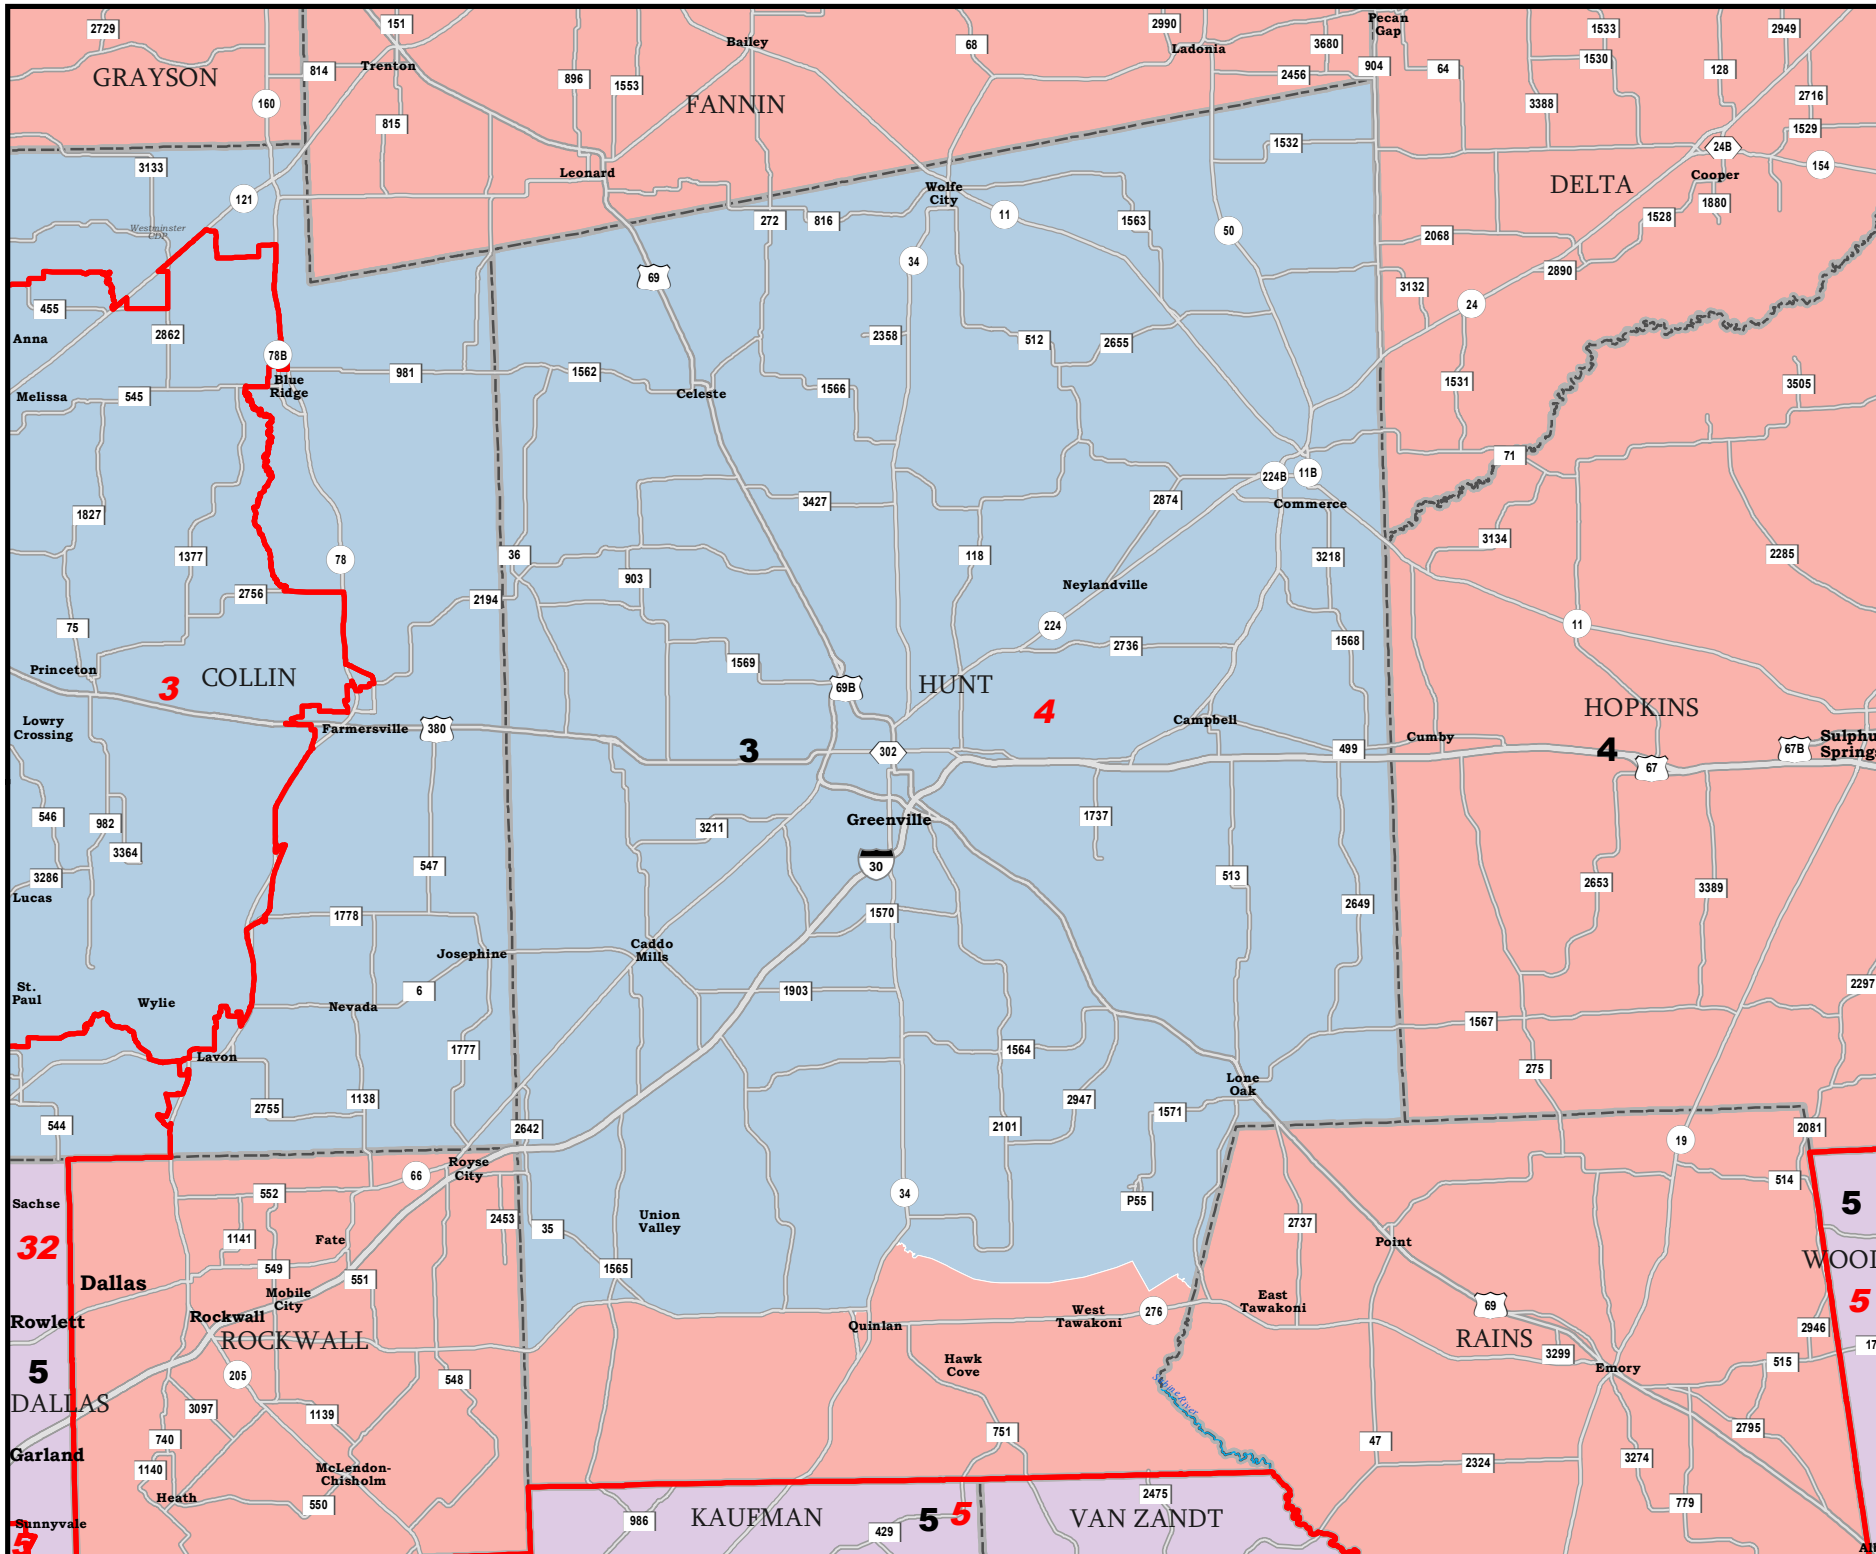 2729
151
Bailey
68
2990
Ladonia
Pecan
Gap
3680
1533
2949
GRAYSON
814
Trenton
896
1553
FANNIN
2456
904
64
1530
128
160
815
3388
2716
1529
3133
Leonard
1532
24B
154
121
Wolfe
City
DELTA
Cooper
1880
Westminster
CDP
272
816
11
1563
50
1528
2068
34
69
3132
2890
455
24
2862
Anna
2358
512
2655
78B
981
1562
Blue
Ridge
1566
1531
3505
Melissa
545
Celeste
71
224B
11B
1827
3427
2874
Commerce
1377
78
36
118
3218
3134
2285
903
Neylandville
2756
2194
75
224
11
2736
1568
Princeton
3
COLLIN
1569
69B
HUNT
4
HOPKINS
Lowry
Crossing
Farmersville
380
3
302
Campbell
499
Cumby
4
67
67B
546
982
3364
3211
Greenville
1737
3286
547
30
513
2653
3389
Lucas
1778
1570
2649
Josephine
Caddo
Mills
St.
Paul
Wylie
6
Nevada
1903
2297
1567
Lavon
1777
1564
275
Lone
Oak
2755
1138
2947
1571
544
2642
2101
19
2081
Royse
City
66
514
Sachse
552
34
P55
5
32
1141
Fate
2453
35
Union
Valley
2737
Point
549
551
1565
Dallas
Mobile
City
East
Tawakoni
5
Rowlett
Rockwall
ROCKWALL
Quinlan
West
Tawakoni
276
69
RAINS
2946
5
205
548
Hawk
Cove
3299
Emory
515
DALLAS
3097
1139
Sabine River
740
751
47
2795
Garland
1140
McLendon-
Chisholm
2324
3274
Heath
550
2475
779
Sunnyvale
986
KAUFMAN
429
5
5
VAN ZANDT